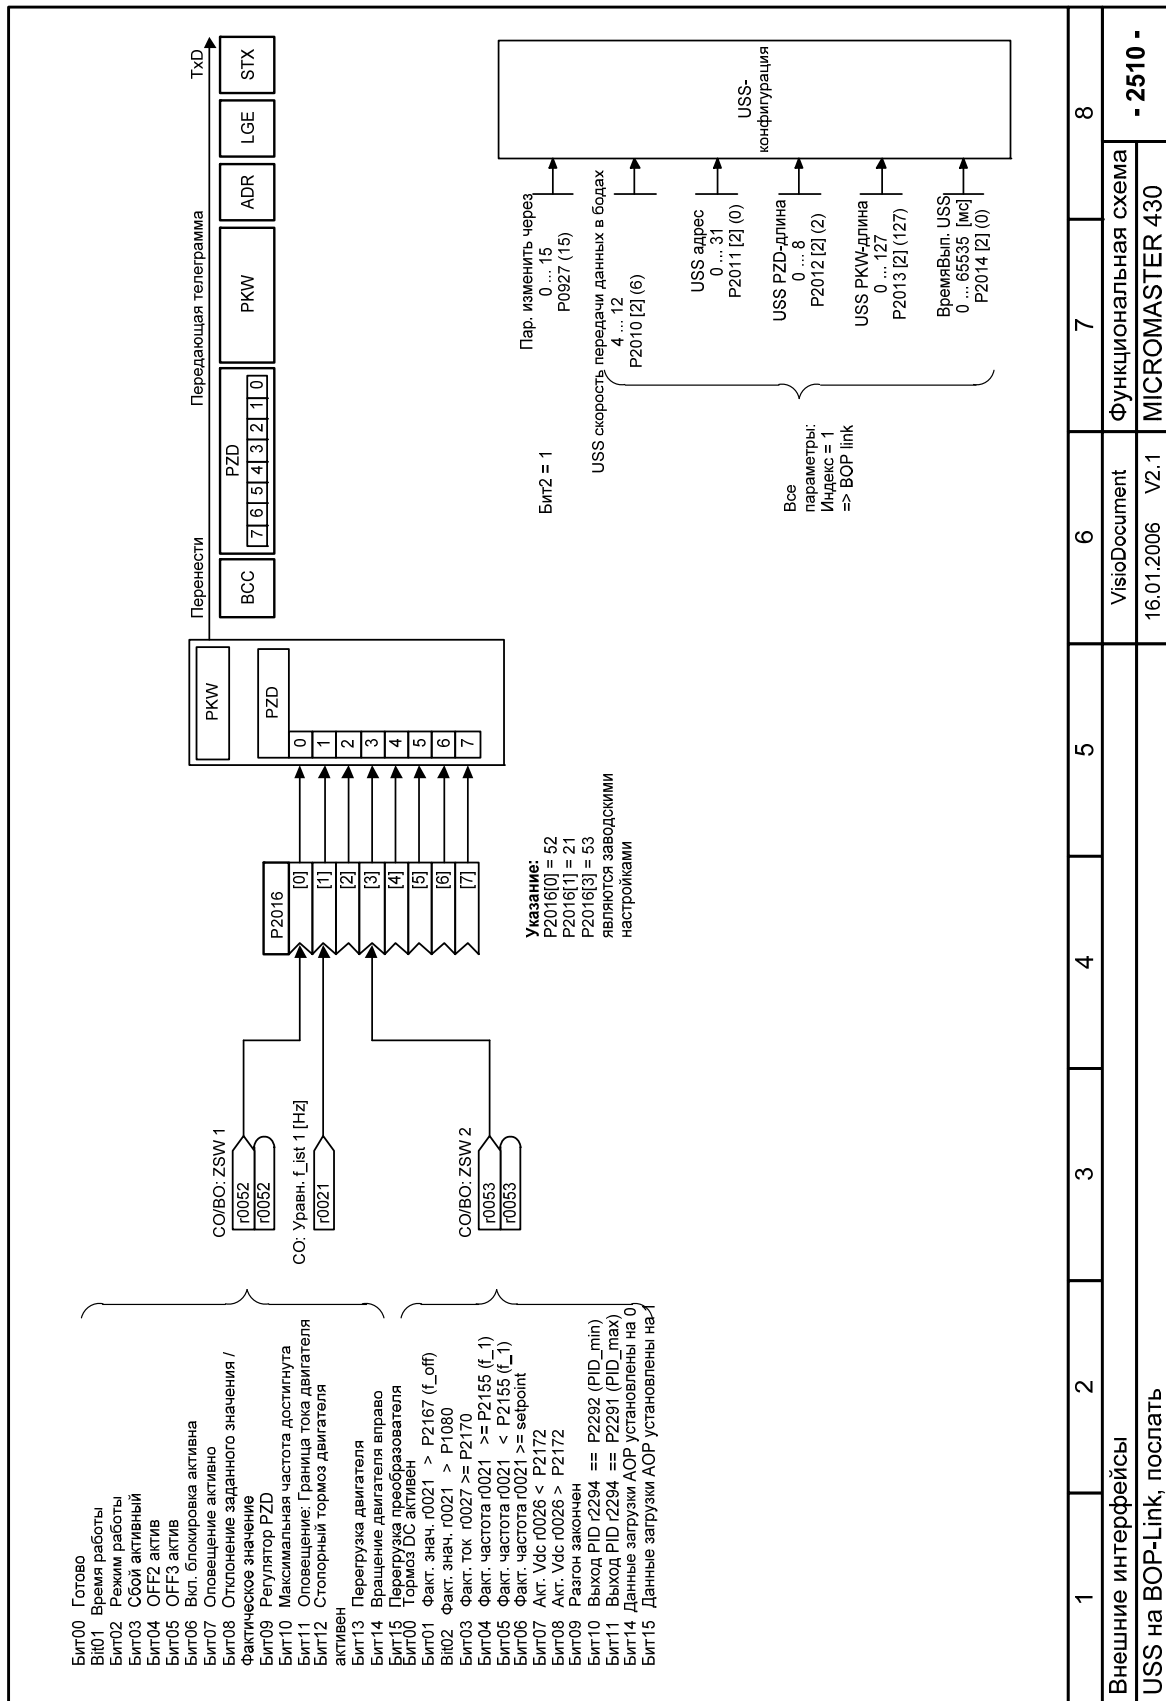 Бит00 Готово
Bit01 Время работы
Бит02 Режим работы
Бит03 Сбой активный
Бит04 OFF2 актив
Бит05 OFF3 актив
Бит06 Вкл. блокировка активна
Бит07 Оповещение активно
Бит08 Отклонение заданного значения /
Фактическое значение
Бит09 Регулятор PZD
Бит10 Максимальная частота достигнута
Бит11 Оповещение: Граница тока двигателя
Бит12 Стопорный тормоз двигателя
активен
Бит13 Перегрузка двигателя
Бит14 Вращение двигателя вправо
Бит15 Перегрузка преобразователя
Бит00 Тормоз DC активен
Бит01 Факт. знач. r0021 > P2167 (f_off)
Bit02 Факт. знач. r0021 > P1080
Бит03 Факт. ток r0027 >= P2170
Бит04 Факт. частота r0021 >= P2155 (f_1)
Бит05 Факт. частота r0021 < P2155 (f_1)
Бит06 Факт. частота r0021 >= setpoint
Бит07 Акт. Vdc r0026 < P2172
Бит08 Акт. Vdc r0026 > P2172
Бит09 Разгон закончен
Бит10 Выход PID r2294 == P2292 (PID_min)
Бит11 Выход PID r2294 == P2291 (PID_max)
Бит14 Данные загрузки AOP установлены на 0
Бит15 Данные загрузки AOP установлены на 1
CO/BO: ZSW 1
r0052
r0052
CO: Уравн. f_ist 1 [Hz]
r0021
CO/BO: ZSW 2
r0053
r0053
P2016
[0]
[1]
[2]
[3]
[4]
[5]
[6]
[7]
Указание:
P2016[0] = 52
P2016[1] = 21
P2016[3] = 53
являются заводскими
настройками
PKW
PZD
0
1
2
3
4
5
6
7
Перенести
Передающая телеграмма
TxD
BCC
PZD
7 6 5 4 3 2 1 0
PKW
ADR
LGE
STX
Бит2 = 1
Пар. изменить через
0 ... 15
P0927 (15)
USS скорость передачи данных в бодах
4 ... 12
P2010 [2] (6)
USS адрес
0 ... 31
P2011 [2] (0)
USS PZD-длина
0 ... 8
P2012 [2] (2)
USS PKW-длина
0 ... 127
P2013 [2] (127)
ВремяВып. USS
0 ... 65535 [мс]
P2014 [2] (0)
Все
параметры:
Индекс = 1
=> BOP link
USS-
конфигурация
1 2 3 4 5 6 7 8
Внешние интерфейсы
USS на BOP-Link, послать
VisioDocument
16.01.2006 V2.1
Функциональная схема
MICROMASTER 430
- 2510 -